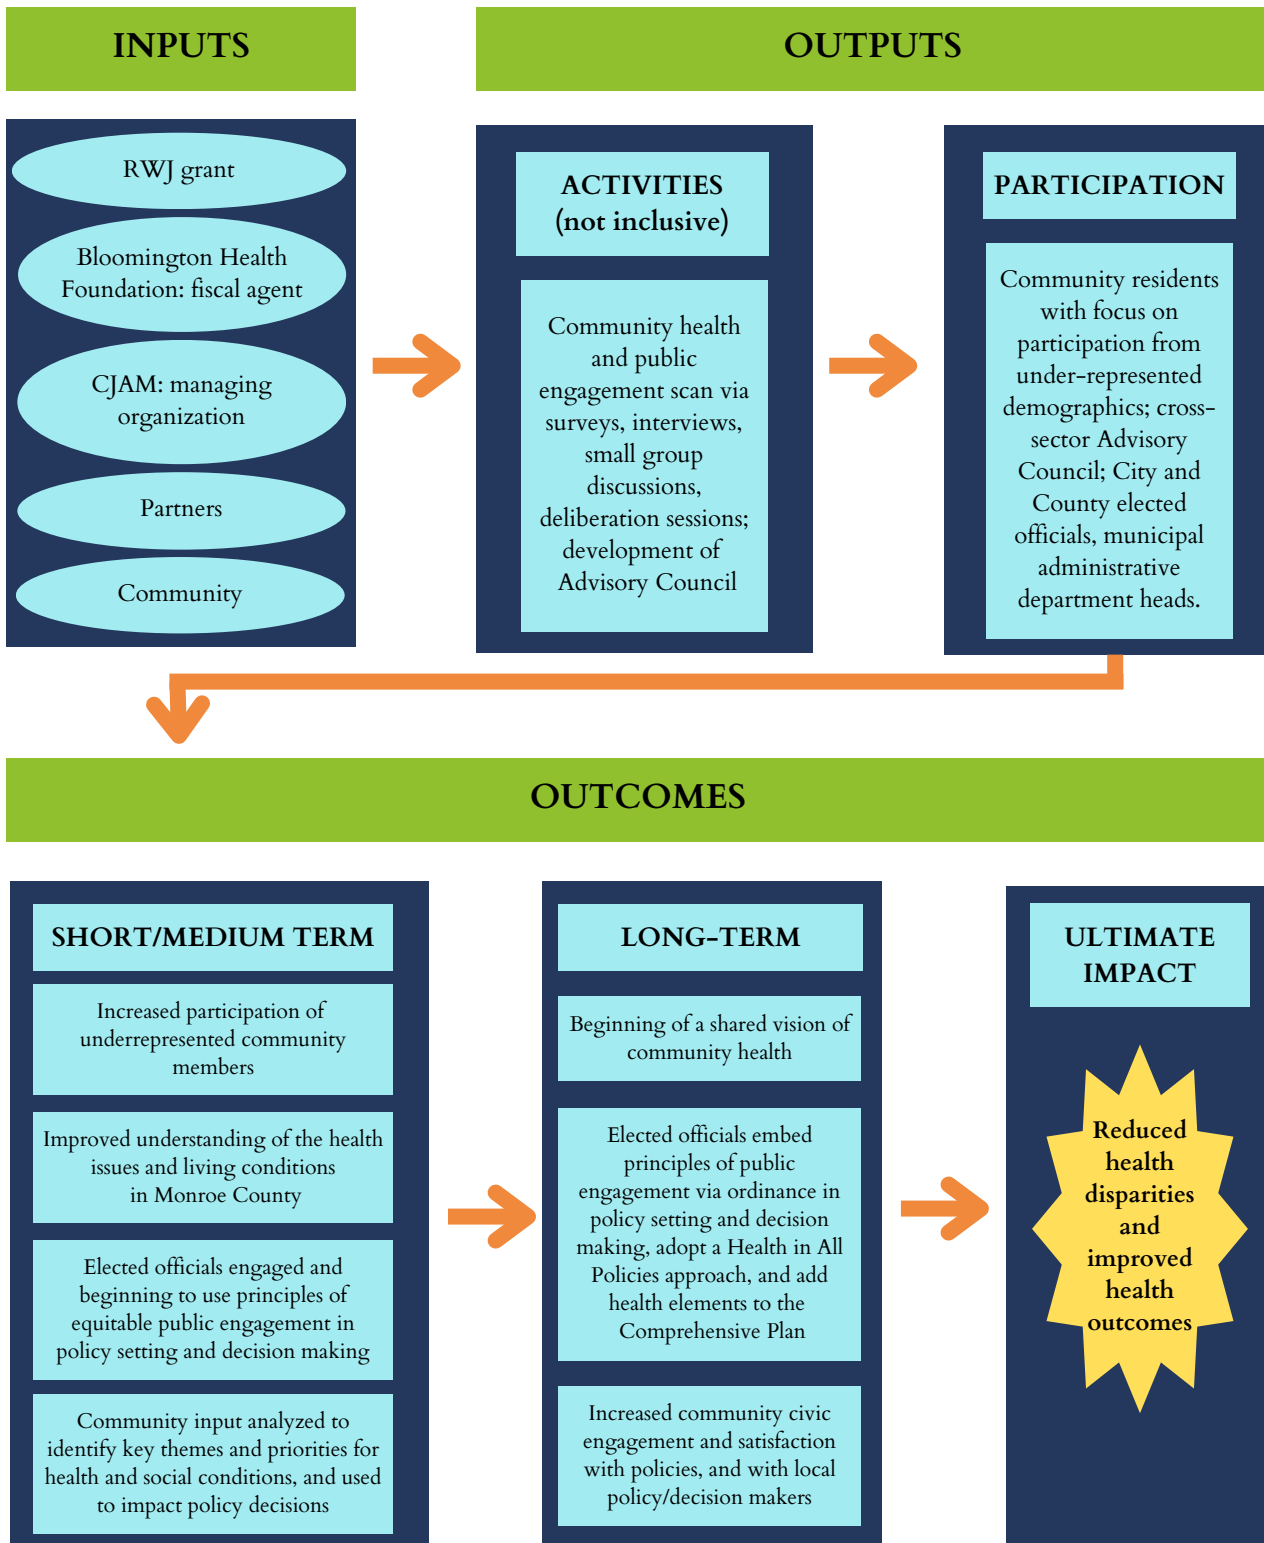 INPUTS
OUTPUTS
RWJ grant
Bloomington Health
Foundation: fiscal agent
CJAM: managing
organization
Partners
Community
ACTIVITIES
(not inclusive)
Community health
and public
engagement scan via
surveys, interviews,
small group
discussions,
deliberation sessions;
development of
Advisory Council
PARTICIPATION
Community residents
with focus on
participation from
under-represented
demographics; cross-
sector Advisory
Council; City and
County elected
officials, municipal
administrative
department heads.
OUTCOMES
SHORT/MEDIUM TERM
Increased participation of
underrepresented community
members
Improved understanding of the health
issues and living conditions
in Monroe County
Elected officials engaged and
beginning to use principles of
equitable public engagement in
policy setting and decision making
Community input analyzed to
identify key themes and priorities for
health and social conditions, and used
to impact policy decisions
LONG-TERM
Beginning of a shared vision of
community health
Elected officials embed
principles of public
engagement via ordinance in
policy setting and decision
making, adopt a Health in All
Policies approach, and add
health elements to the
Comprehensive Plan
Increased community civic
engagement and satisfaction
with policies, and with local
policy/decision makers
ULTIMATE
IMPACT
Reduced
health
disparities
and
improved
health
outcomes